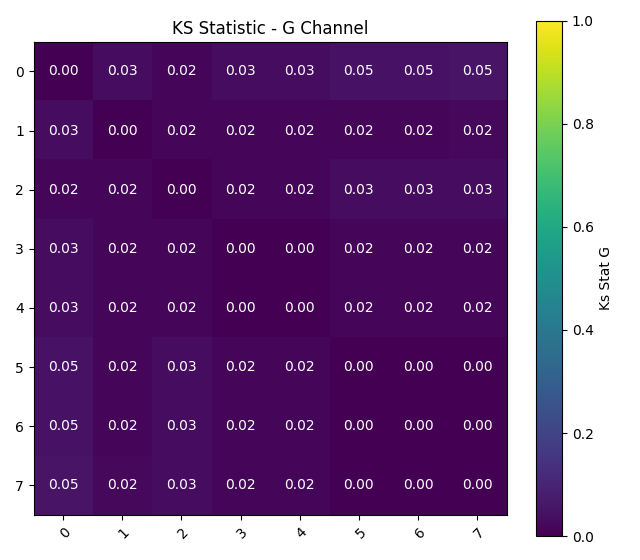 KS Statistic - G Channel
0 0.00 0.03 0.02 0.03 0.03 0.05 0.05 0.05
1 0.03 0.00 0.02 0.02 0.02 0.02 0.02 0.02
2 0.02 0.02 0.00 0.02 0.02 0.03 0.03 0.03
3 0.03 0.02 0.02 0.00 0.00 0.02 0.02 0.02
4 0.03 0.02 0.02 0.00 0.00 0.02 0.02 0.02
5 0.05 0.02 0.03 0.02 0.02 0.00 0.00 0.00
6 0.05 0.02 0.03 0.02 0.02 0.00 0.00 0.00
7 0.05 0.02 0.03 0.02 0.02 0.00 0.00 0.00
0 1 2 3 4 5 6 7
1.0
0.8
0.6
0.4
0.2
0.0
Ks Stat G